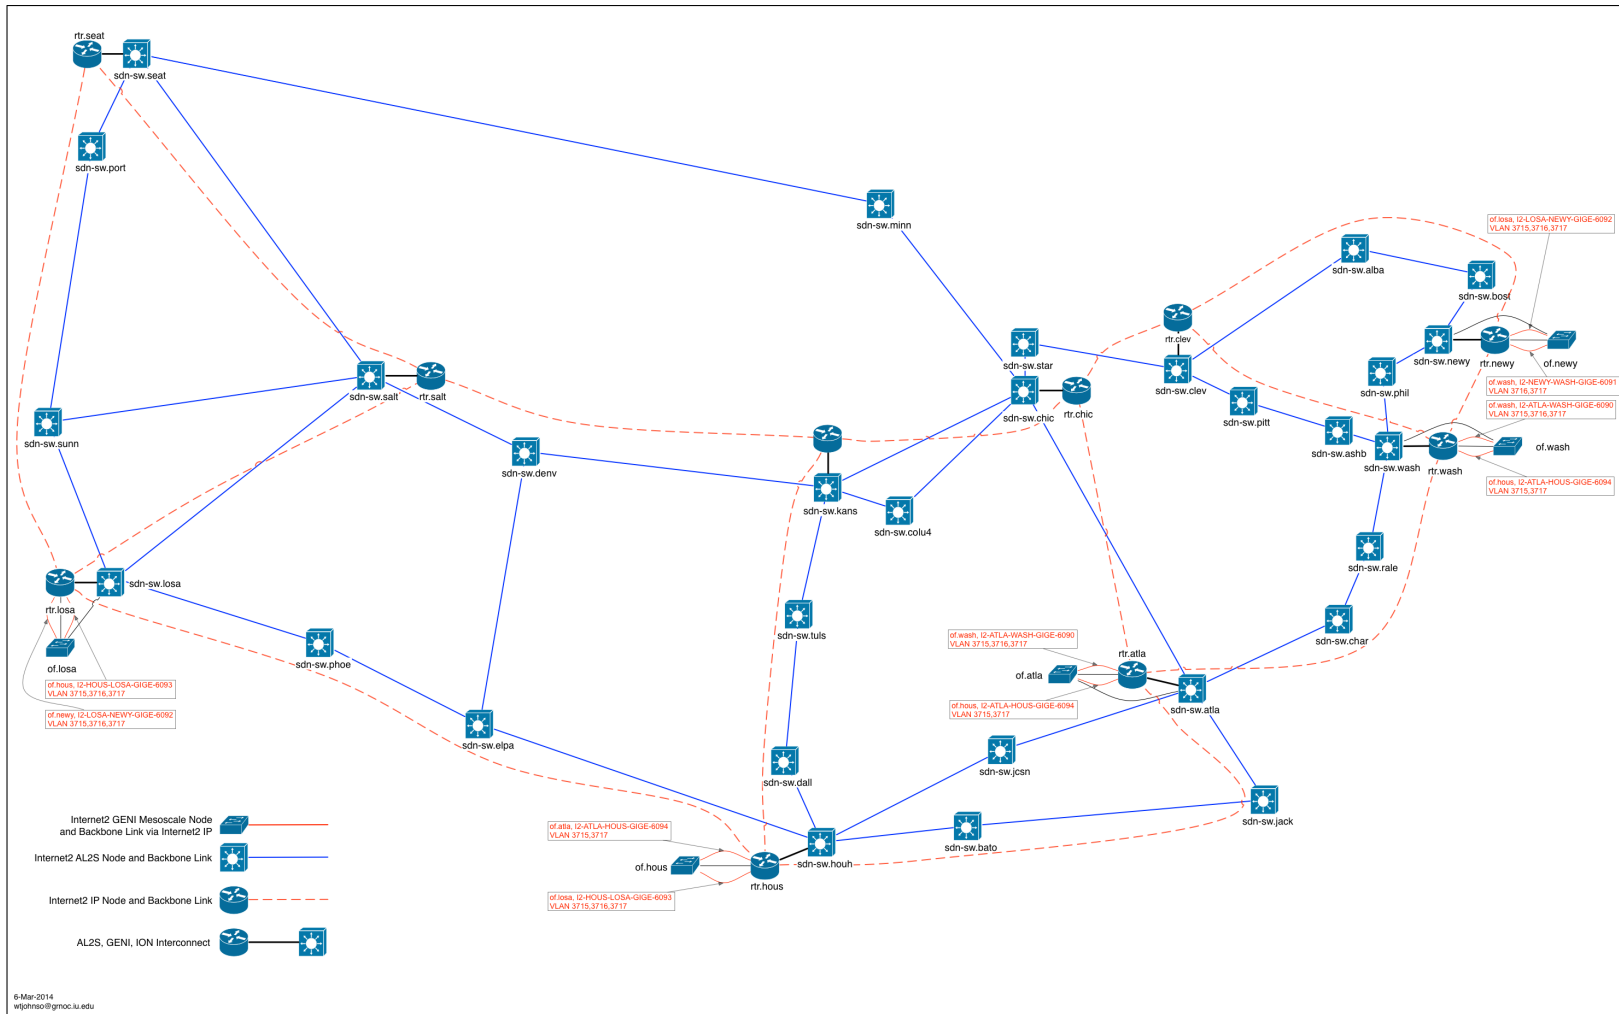 rtr.seat
sdn-sw.seat
sdn-sw.port
sdn-sw.minn
of.losa, I2-LOSA-NEWY-GIGE-6092
VLAN 3715,3716,3717
sdn-sw.alba
sdn-sw.bost
rtr.clev
sdn-sw.star
sdn-sw.clev
sdn-sw.newy
rtr.newy
of.newy
sdn-sw.salt
rtr.salt
sdn-sw.chic
rtr.chic
sdn-sw.phil
of.wash, I2-NEWY-WASH-GIGE-6091
VLAN 3716,3717
of.wash, I2-ATLA-WASH-GIGE-6090
VLAN 3715,3716,3717
sdn-sw.pitt
sdn-sw.sunn
sdn-sw.ashb
sdn-sw.wash
rtr.wash
of.wash
sdn-sw.denv
of.hous, I2-ATLA-HOUS-GIGE-6094
VLAN 3715,3717
sdn-sw.kans
sdn-sw.colu4
sdn-sw.rale
sdn-sw.losa
rtr.losa
sdn-sw.tuls
sdn-sw.char
of.wash, I2-ATLA-WASH-GIGE-6090
VLAN 3715,3716,3717
rtr.atla
sdn-sw.phoe
of.losa
of.atla
of.hous, I2-HOUS-LOSA-GIGE-6093
VLAN 3715,3716,3717
of.hous, I2-ATLA-HOUS-GIGE-6094
VLAN 3715,3717
sdn-sw.atla
of.newy, I2-LOSA-NEWY-GIGE-6092
VLAN 3715,3716,3717
sdn-sw.elpa
sdn-sw.jcsn
sdn-sw.dall
sdn-sw.jack
Internet2 GENI Mesoscale Node
and Backbone Link via Internet2 IP
of.atla, I2-ATLA-HOUS-GIGE-6094
VLAN 3715,3717
sdn-sw.bato
Internet2 AL2S Node and Backbone Link
sdn-sw.houh
of.hous
rtr.hous
of.losa, I2-HOUS-LOSA-GIGE-6093
VLAN 3715,3716,3717
Internet2 IP Node and Backbone Link
AL2S, GENI, ION Interconnect
6-Mar-2014
wtjohnso@grnoc.iu.edu